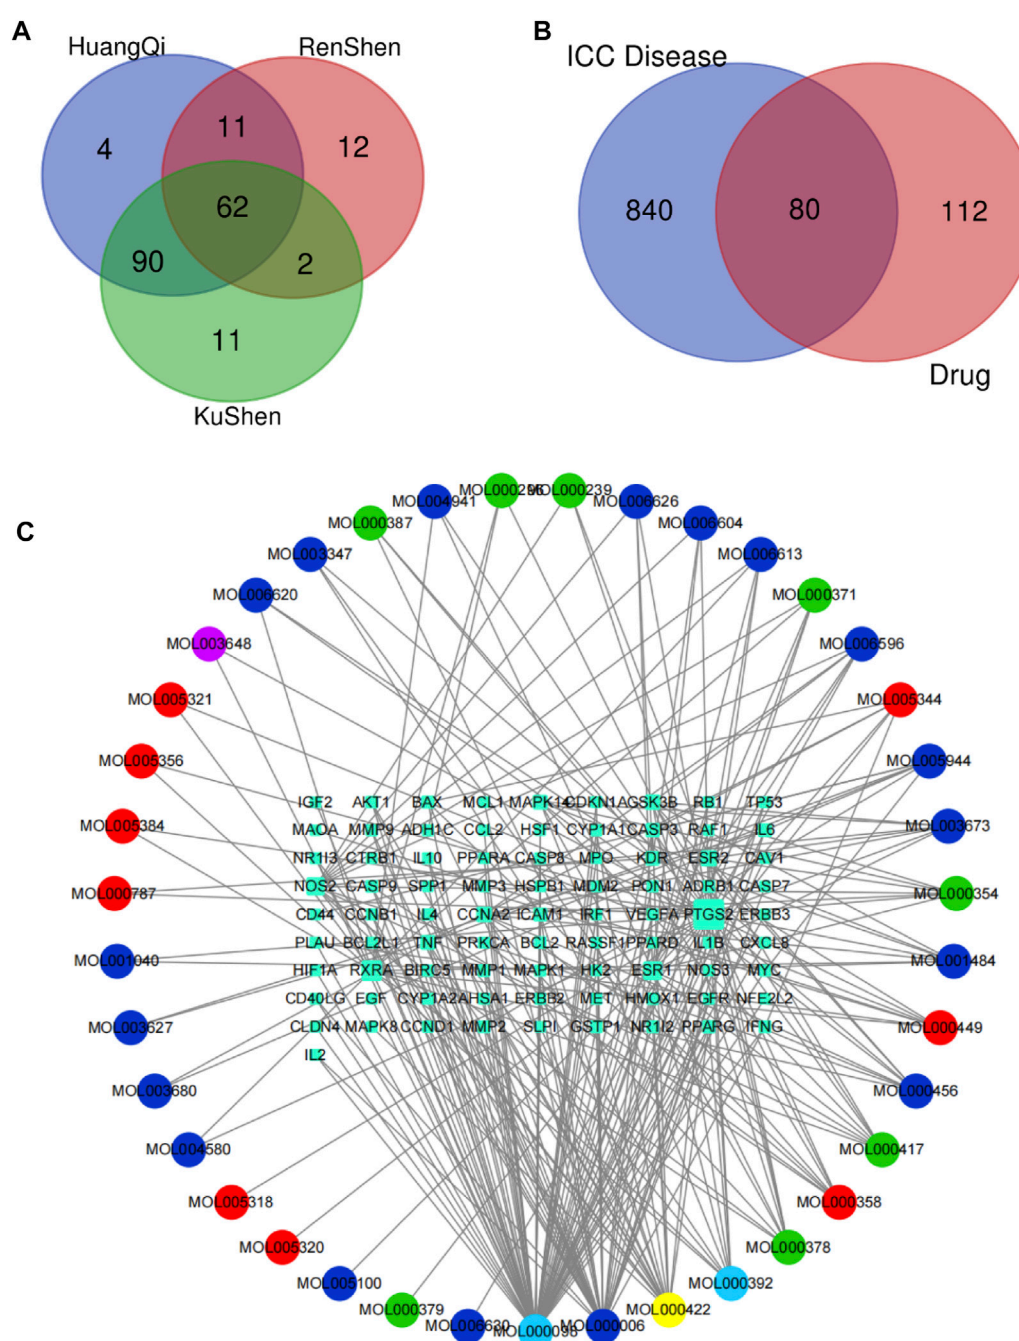 A
B
HuangQi
RenShen
ICC Disease
4
11
12
62
90
2
11
KuShen
840
80
112
Drug
C
MOL004941
MOL000239
MOL006626
MOL000387
MOL006604
MOL003347
MOL006613
MOL006620
MOL000371
MOL003648
MOL006596
MOL005321
MOL005344
MOL005356
MOL005944
MOL005384
MOL003673
MOL000787
MOL000354
MOL001040
MOL001484
MOL003627
MOL000449
MOL003680
MOL000456
MOL004580
MOL000417
MOL005318
MOL000358
MOL005320
MOL000378
MOL005100
MOL000392
MOL000379
MOL000422
MOL006630
MOL000098
MOL000006
IGF2 AKT1 BAX MCL1 MAPK14 CDKN1A GSK3B RB1 TP53
MAOA MMP9 ADH1C CCL2 HSF1 CYP1A1 CASP3 RAF1 IL6
NR1I3 CTRB1 IL10 PPARA CASP8 MPO KDR ESR2 CAV1
NOS2 CASP9 SPP1 MMP3 HSPB1 MDM2 PON1 ADRB1 CASP7
CD44 CCNB1 IL4 CCNA2 ICAM1 IRF1 VEGFA PTGS2 ERBB3
PLAU BCL2L1 TNF PRKCA BCL2 RASSF1 PPARD IL1B CXCL8
HIF1A RXRA BIRC5 MMP1 MAPK1 HK2 ESR1 NOS3 MYC
CD40LG EGF CYP1A2 AHSA1 ERBB2 MET HMOX1 EGFR NFE2L2
CLDN4 MAPK8 CCND1 MMP2 SLPI GSTP1 NR1I2 PPARG IFNG
IL2